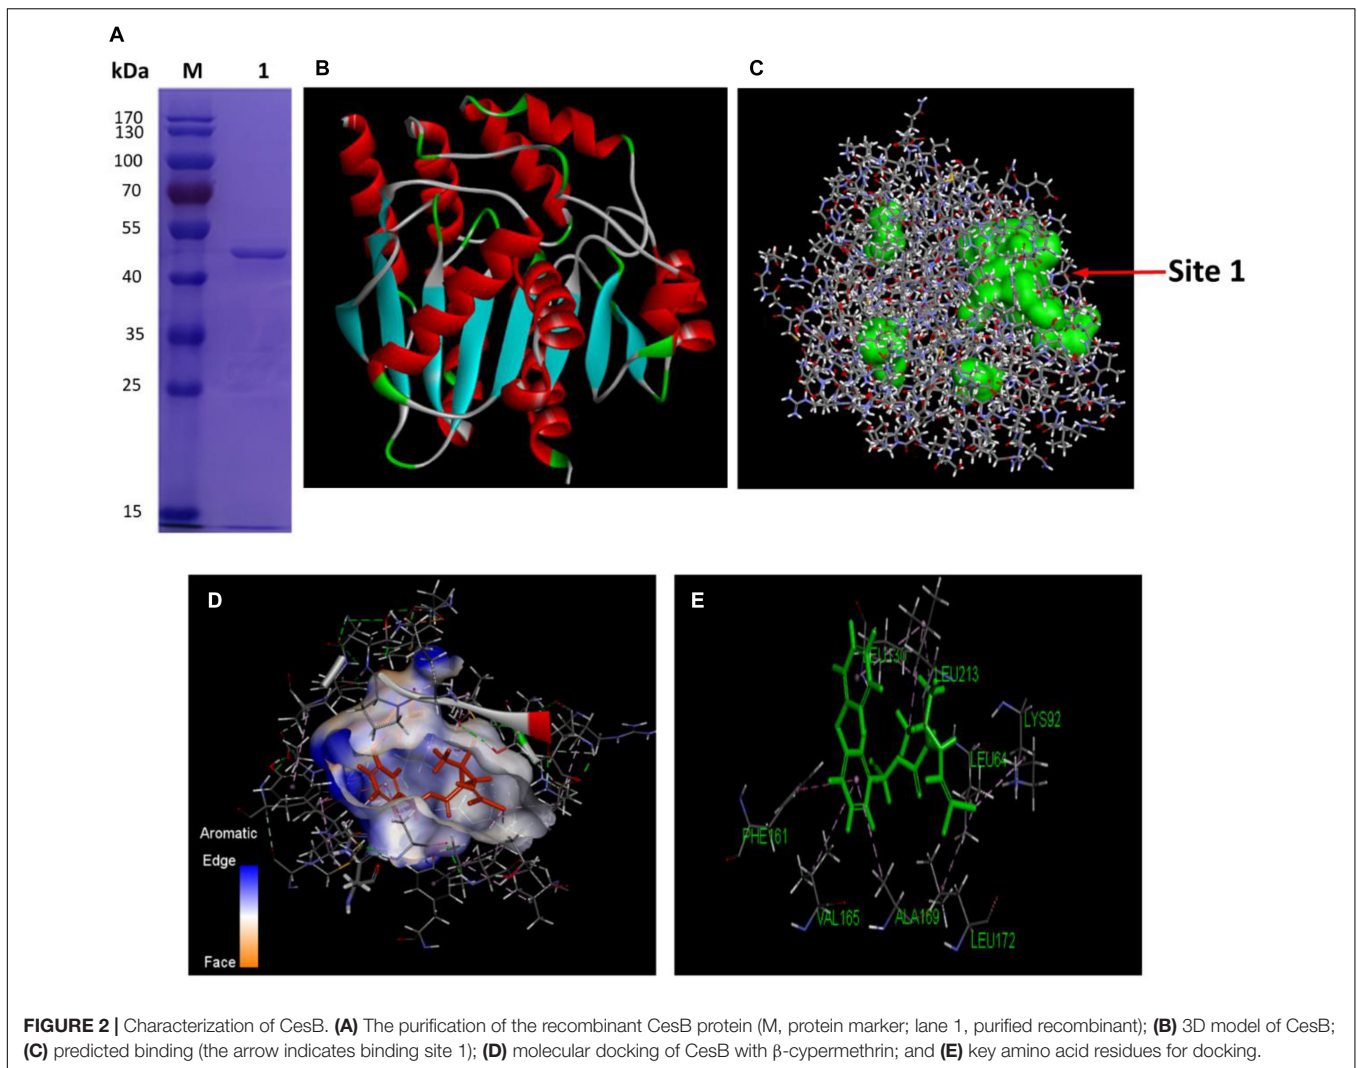 A
kDa M 1
170
130
100
70
55
40
35
25
15
B
C
Site 1
D
Aromatic
Edge
Face
E
LEU213
LYS92
LEU64
PHE161
VAL165
ALA169
LEU172
FIGURE 2 | Characterization of CesB. (A) The purification of the recombinant CesB protein (M, protein marker; lane 1, purified recombinant); (B) 3D model of CesB;
(C) predicted binding (the arrow indicates binding site 1); (D) molecular docking of CesB with β-cypermethrin; and (E) key amino acid residues for docking.